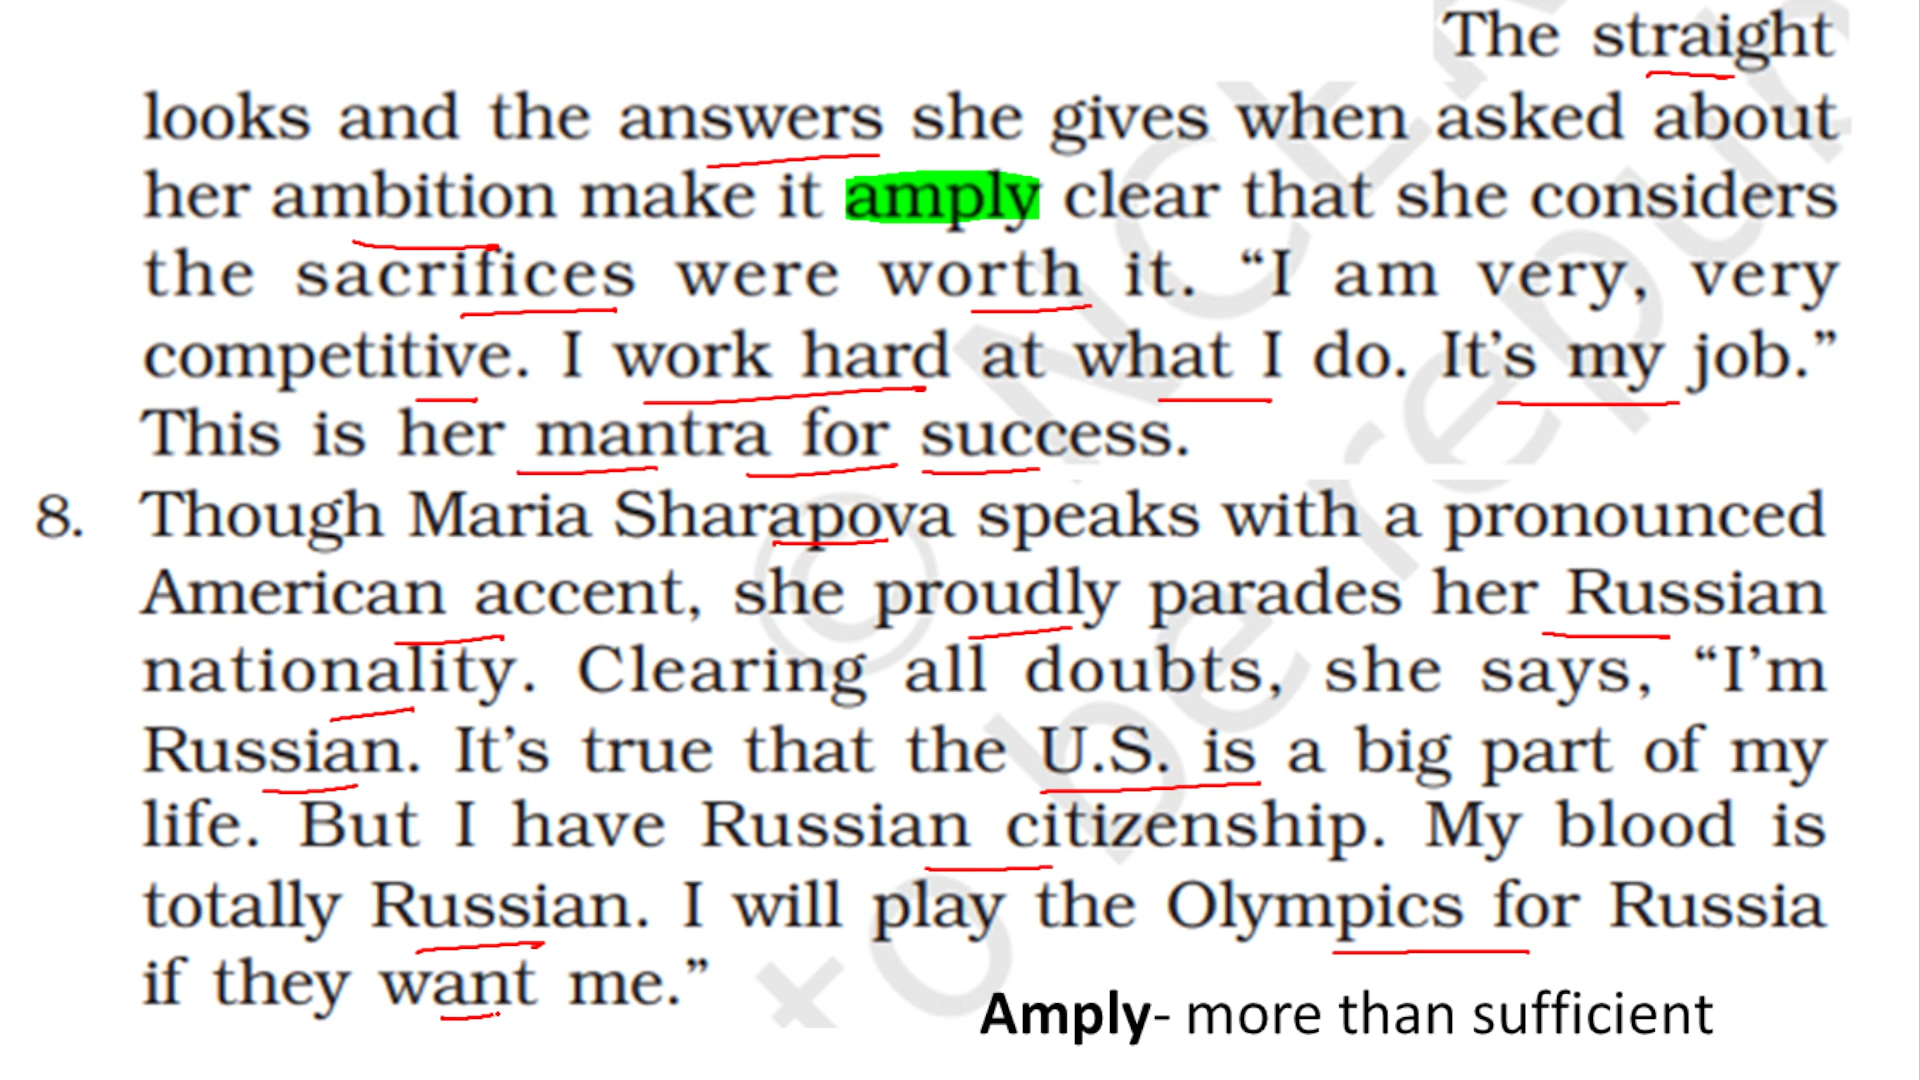 The straight
looks and the answers she gives when asked about
her ambition make it amply clear that she considers
the sacrifices were worth it. “I am very, very
competitive. I work hard at what I do. It’s my job.”
This is her mantra for success.
8. Though Maria Sharapova speaks with a pronounced
American accent, she proudly parades her Russian
nationality. Clearing all doubts, she says, “I’m
Russian. It’s true that the U.S. is a big part of my
life. But I have Russian citizenship. My blood is
totally Russian. I will play the Olympics for Russia
if they want me.”
Amply- more than sufficient